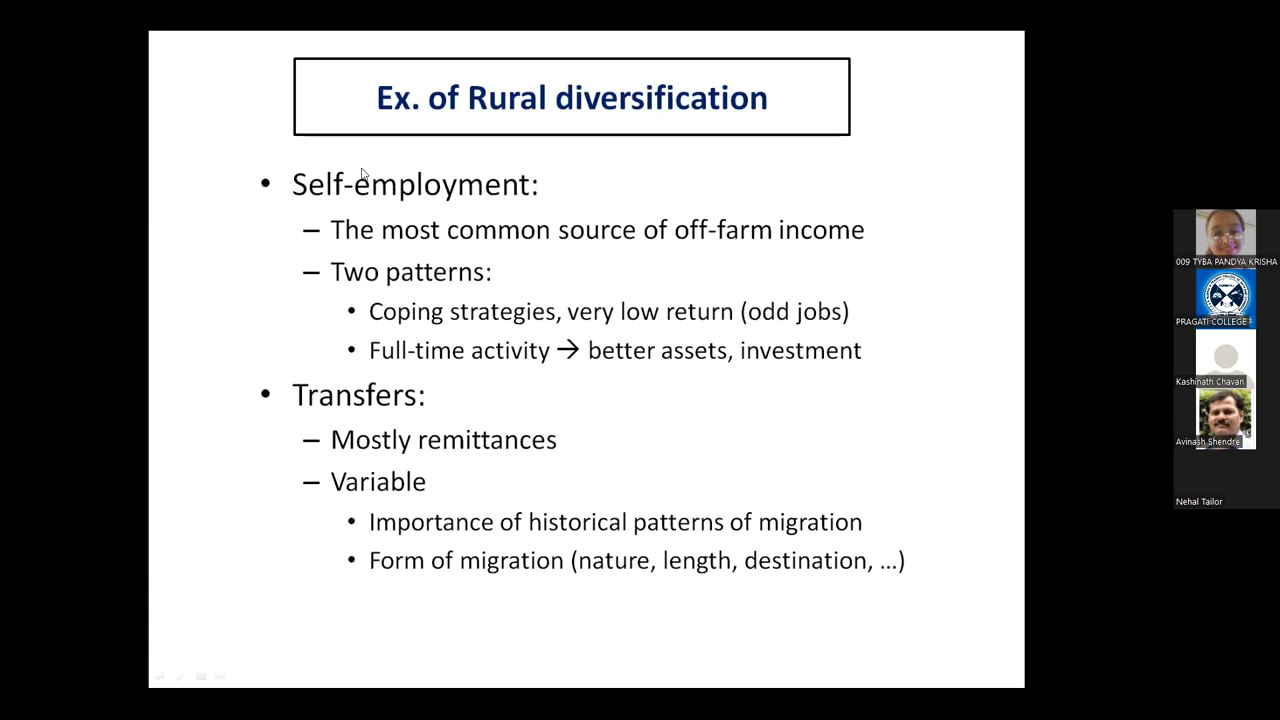 Ex. of Rural diversification
• Self-employment:
– The most common source of off-farm income
– Two patterns:
• Coping strategies, very low return (odd jobs)
• Full-time activity → better assets, investment
• Transfers:
– Mostly remittances
– Variable
• Importance of historical patterns of migration
• Form of migration (nature, length, destination, ...)
009 TYBA PANDYA KRISHA
PRAGATI COLLEGE
Kashinath Chavan
Avinash Shendre
Nehal Tailor